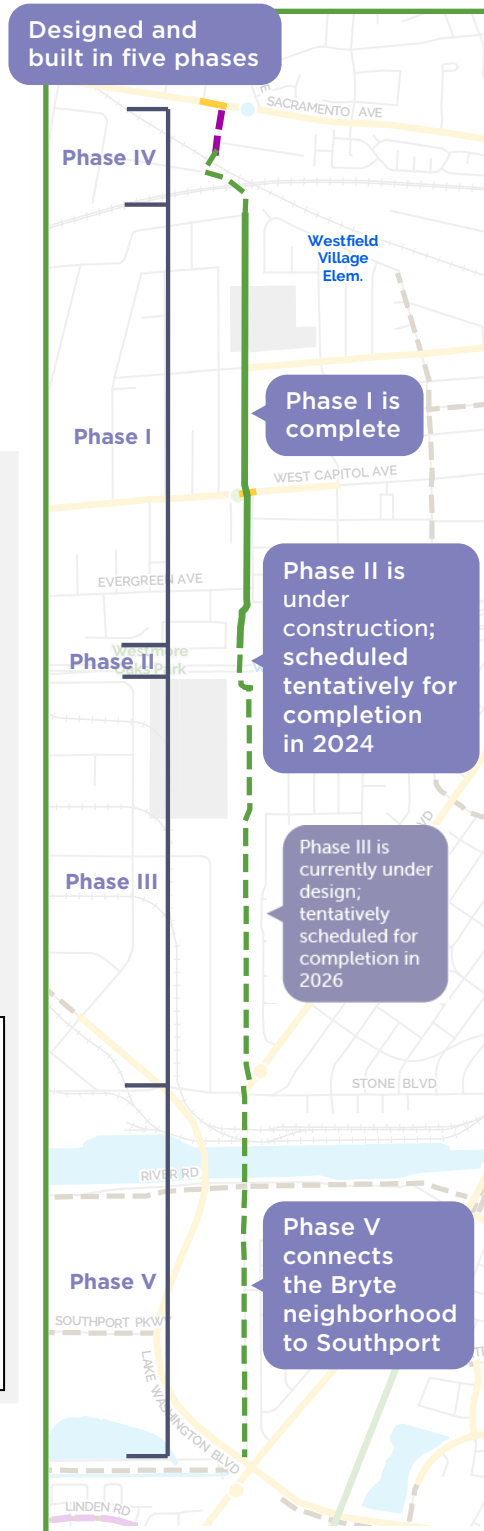 Designed and
built in five phases
SACRAMENTO AVE
Phase IV
Westfield
Village
Elem.
Phase I is
complete
Phase I
WEST CAPITOL AVE
EVERGREEN AVE
Phase II is
under
construction;
scheduled
tentatively for
completion
in 2024
Westmore
Oaks Park
Phase II
Phase III is
currently under
design;
tentatively
scheduled for
completion in
2026
Phase III
STONE BLVD
RIVER RD
Phase V
connects
the Bryte
neighborhood
to Southport
Phase V
SOUTHPORT PKWY
LAKE WASHINGTON BLVD
LINDEN RD